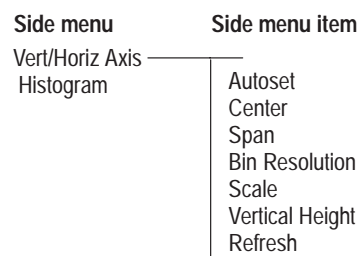 Side menu Side menu item
Vert/Horiz Axis
Histogram
Autoset
Center
Span
Bin Resolution
Scale
Vertical Height
Refresh